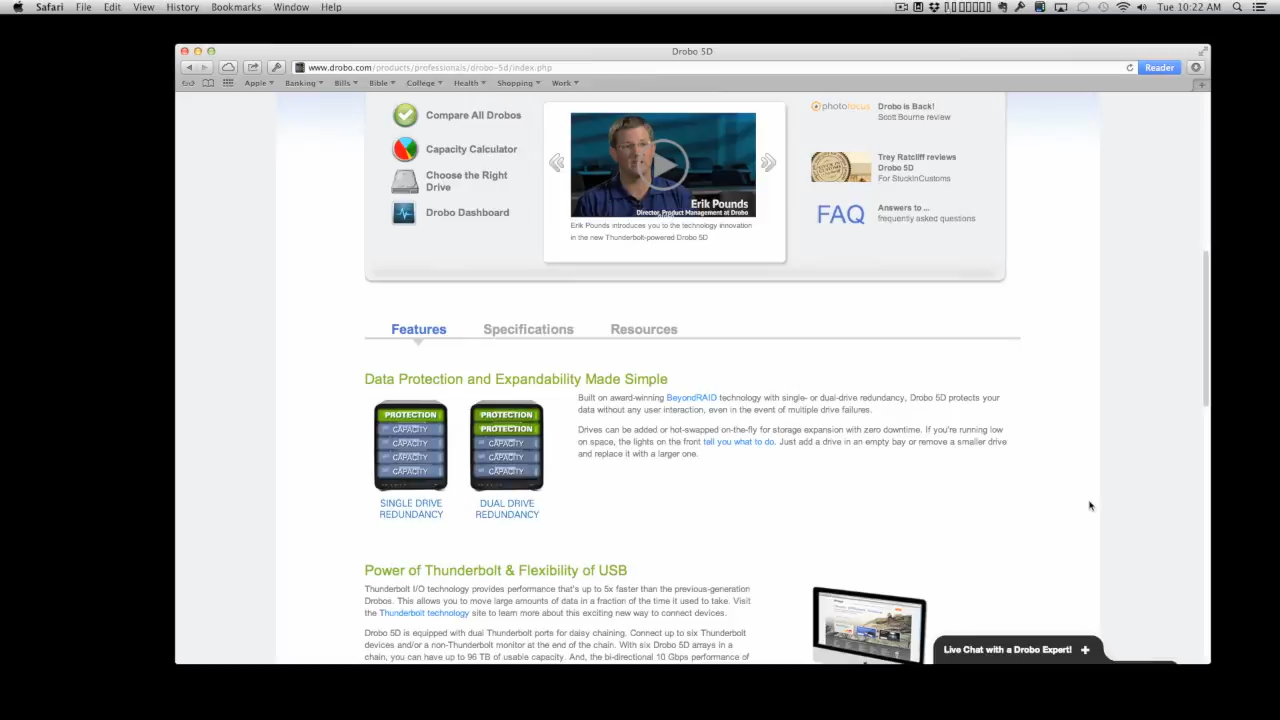 Safari File Edit View History Bookmarks Window Help
Tue 10:22 AM
Drobo 5D
www.drobo.com/products/professionals/drobo-5d/index.php
Reader
Apple Banking Bills Bible College Health Shopping Work
Compare All Drobos
Capacity Calculator
Choose the Right
Drive
Drobo Dashboard
Erik Pounds
Director, Product Management at Drobo
Erik Pounds introduces you to the technology innovation
in the new Thunderbolt-powered Drobo 5D
photofocus
Drobo is Back!
Scott Bourne review
Trey Ratcliff reviews
Drobo 5D
For StuckInCustoms
FAQ
Answers to ...
frequently asked questions
Features Specifications Resources
Data Protection and Expandability Made Simple
PROTECTION
CAPACITY
CAPACITY
CAPACITY
CAPACITY
SINGLE DRIVE
REDUNDANCY
PROTECTION
PROTECTION
CAPACITY
CAPACITY
CAPACITY
DUAL DRIVE
REDUNDANCY
Built on award-winning BeyondRAID technology with single- or dual-drive redundancy, Drobo 5D protects your
data without any user interaction, even in the event of multiple drive failures.
Drives can be added or hot-swapped on-the-fly for storage expansion with zero downtime. If you're running low
on space, the lights on the front tell you what to do. Just add a drive in an empty bay or remove a smaller drive
and replace it with a larger one.
Power of Thunderbolt & Flexibility of USB
Thunderbolt I/O technology provides performance that's up to 5x faster than the previous-generation
Drobos. This allows you to move large amounts of data in a fraction of the time it used to take. Visit
the Thunderbolt technology site to learn more about this exciting new way to connect devices.
Drobo 5D is equipped with dual Thunderbolt ports for daisy chaining. Connect up to six Thunderbolt
devices and/or a non-Thunderbolt monitor at the end of the chain. With six Drobo 5D arrays in a
chain, you can have up to 96 TB of usable capacity. And, the bi-directional 10 Gbps performance of
Live Chat with a Drobo Expert! +